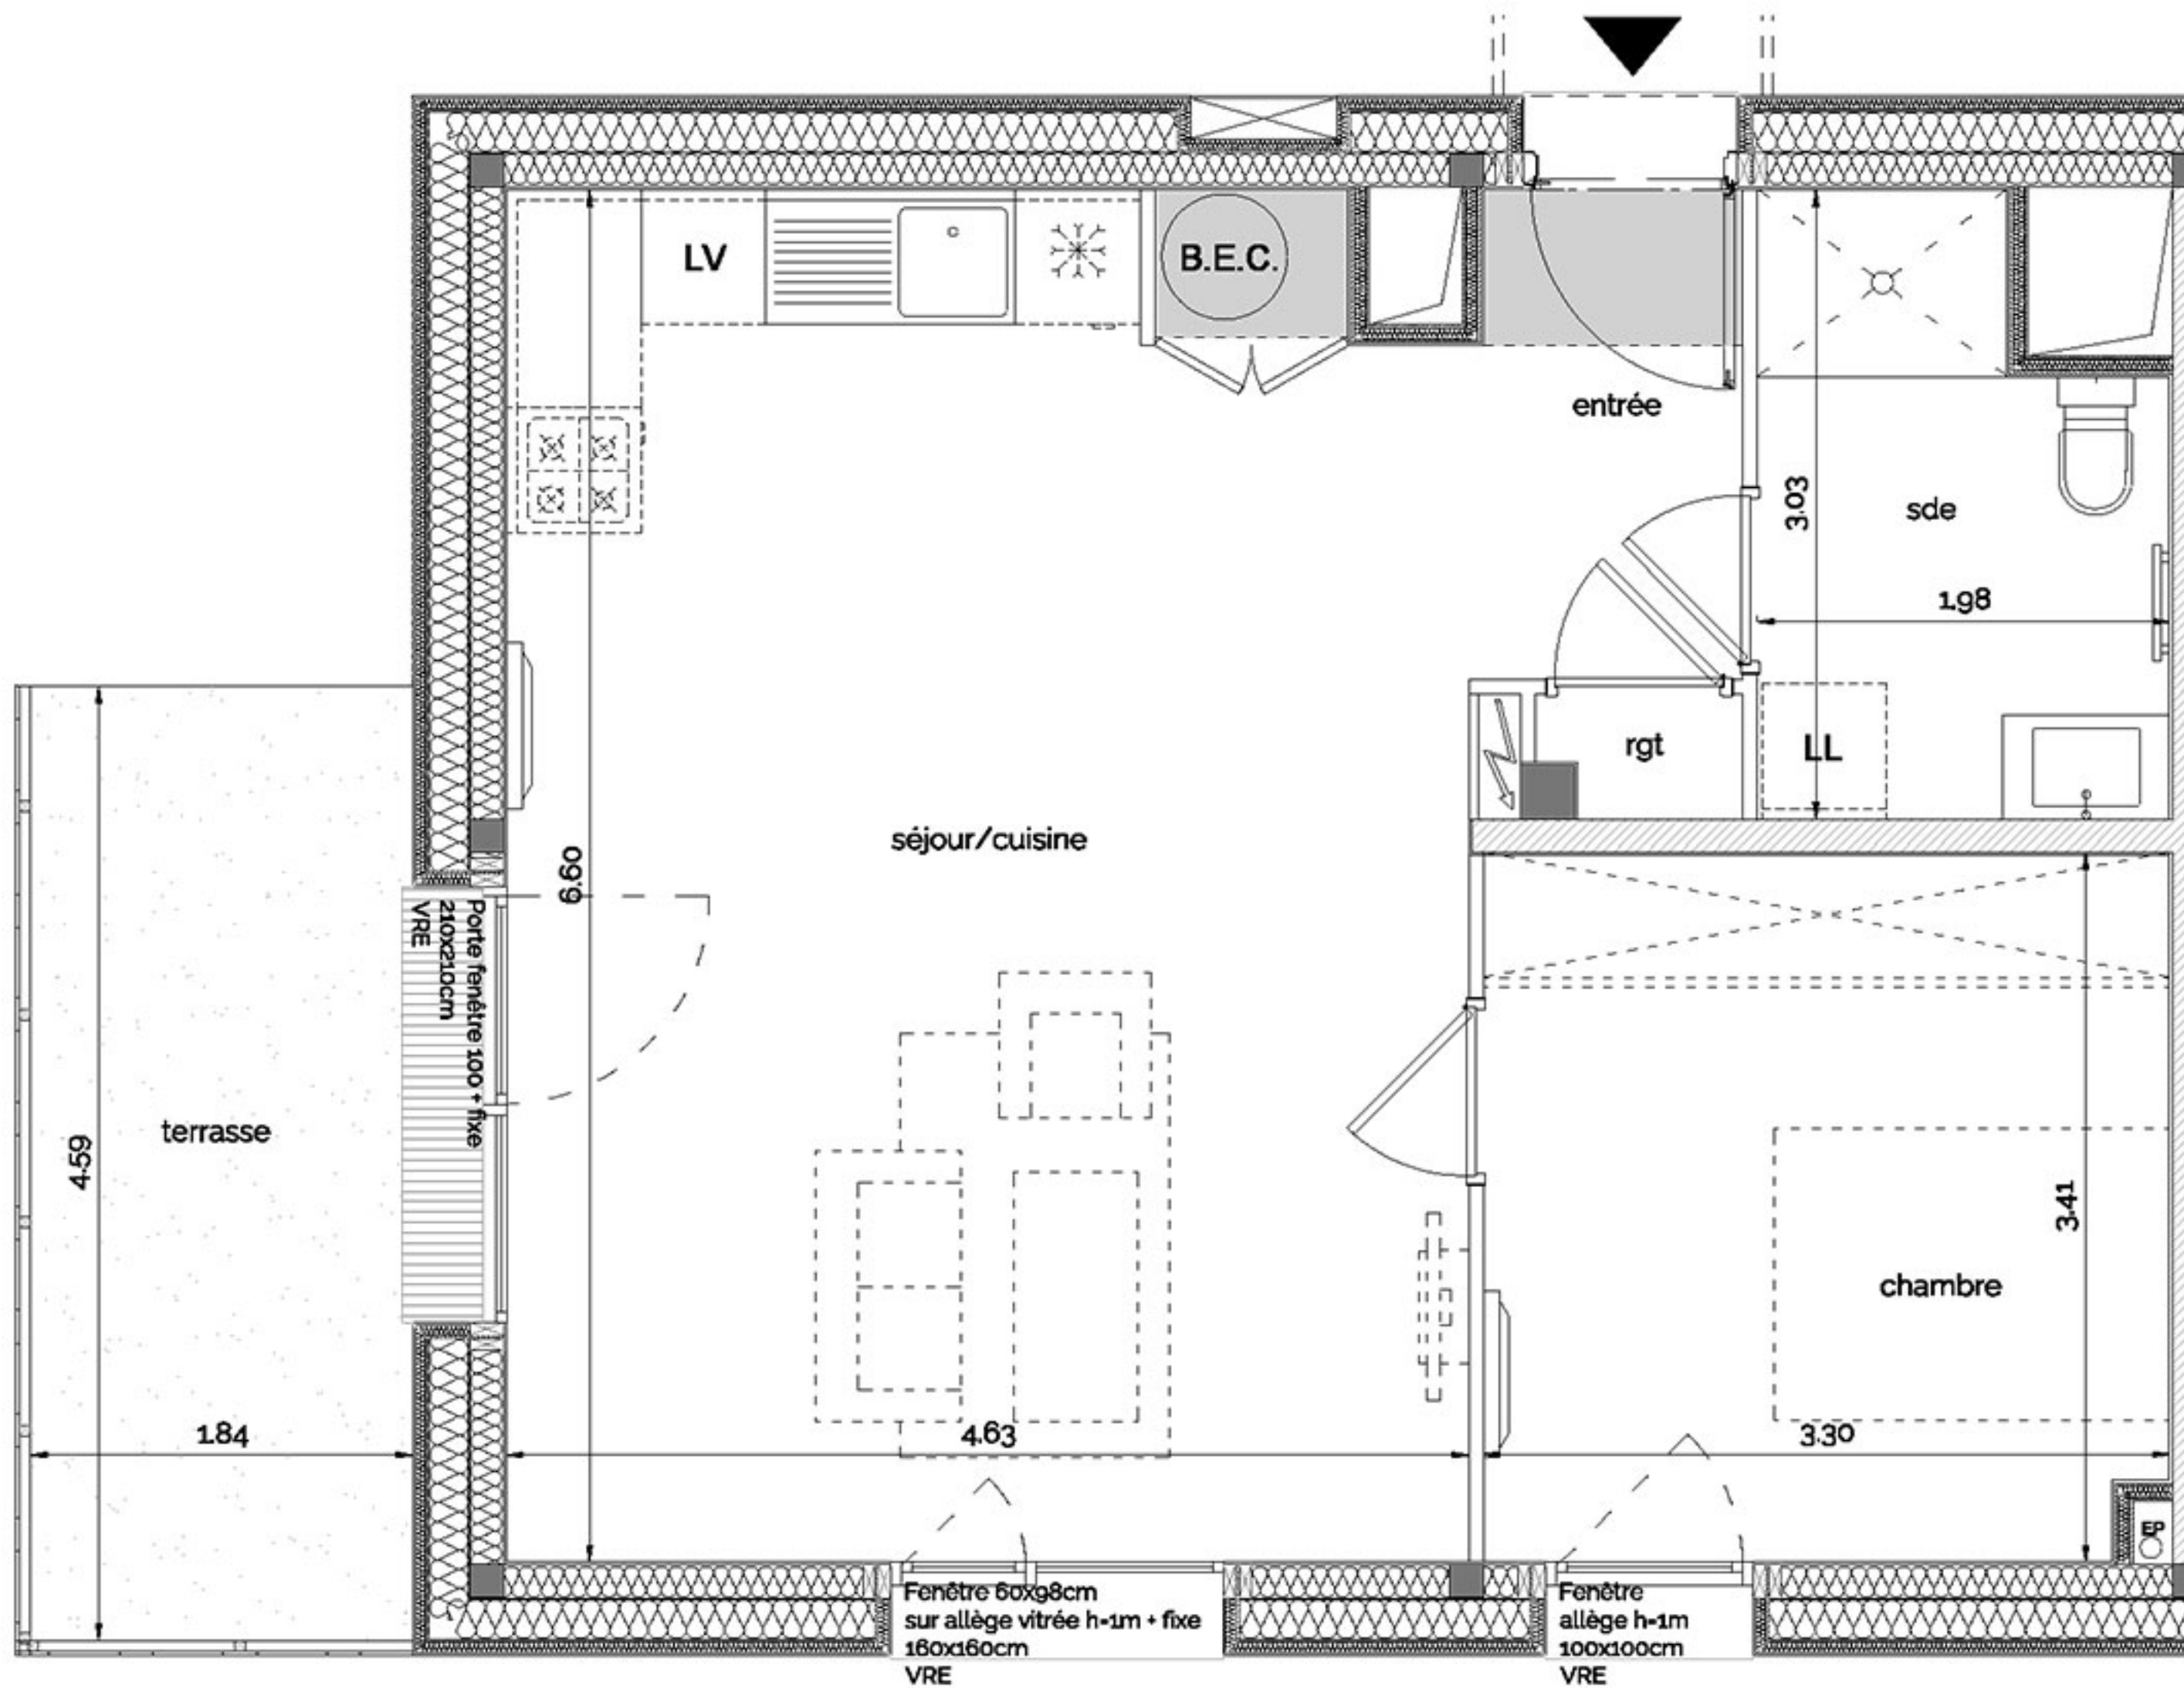 LV
B.E.C.
entrée
3.03
sde
1.98
rgt
LL
séjour/cuisine
6.60
Porte fenêtre 100 + fixe
210x210cm
VRE
terrasse
4.59
1.84
4.63
3.41
chambre
3.30
EP
Fenêtre 60x98cm
sur allège vitrée h=1m + fixe
160x160cm
VRE
Fenêtre
allège h=1m
100x100cm
VRE